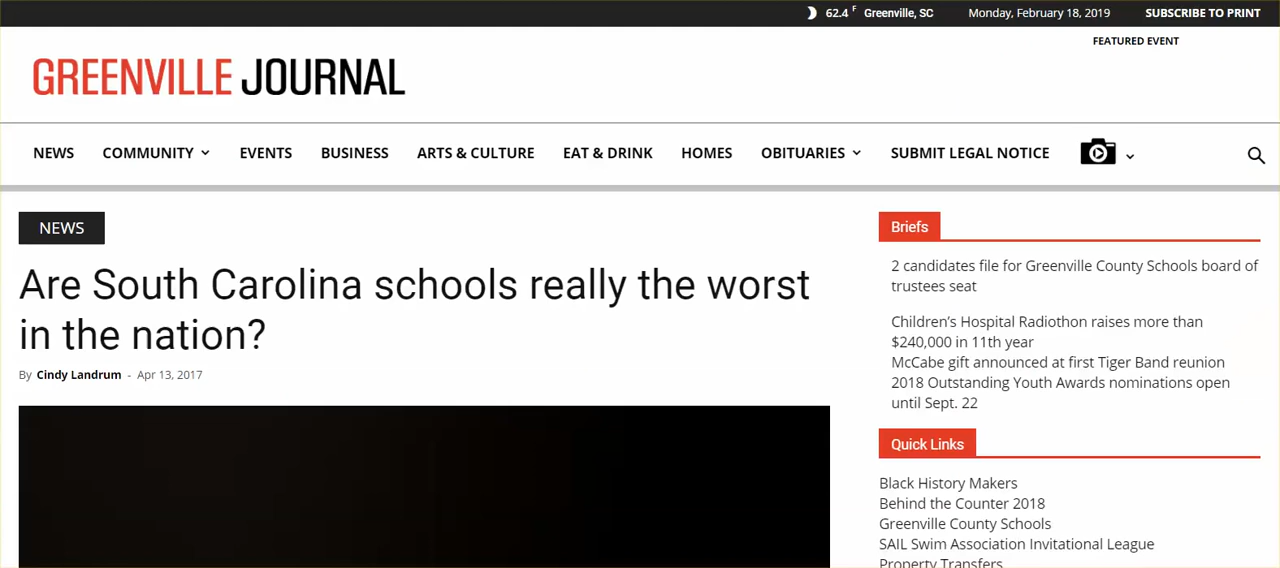 62.4 F Greenville, SC Monday, February 18, 2019 SUBSCRIBE TO PRINT
FEATURED EVENT
GREENVILLE JOURNAL
NEWS COMMUNITY EVENTS BUSINESS ARTS & CULTURE EAT & DRINK HOMES OBITUARIES SUBMIT LEGAL NOTICE
NEWS
Are South Carolina schools really the worst
in the nation?
By Cindy Landrum - Apr 13, 2017
Briefs
2 candidates file for Greenville County Schools board of
trustees seat
Children’s Hospital Radiothon raises more than
$240,000 in 11th year
McCabe gift announced at first Tiger Band reunion
2018 Outstanding Youth Awards nominations open
until Sept. 22
Quick Links
Black History Makers
Behind the Counter 2018
Greenville County Schools
SAIL Swim Association Invitational League
Property Transfers